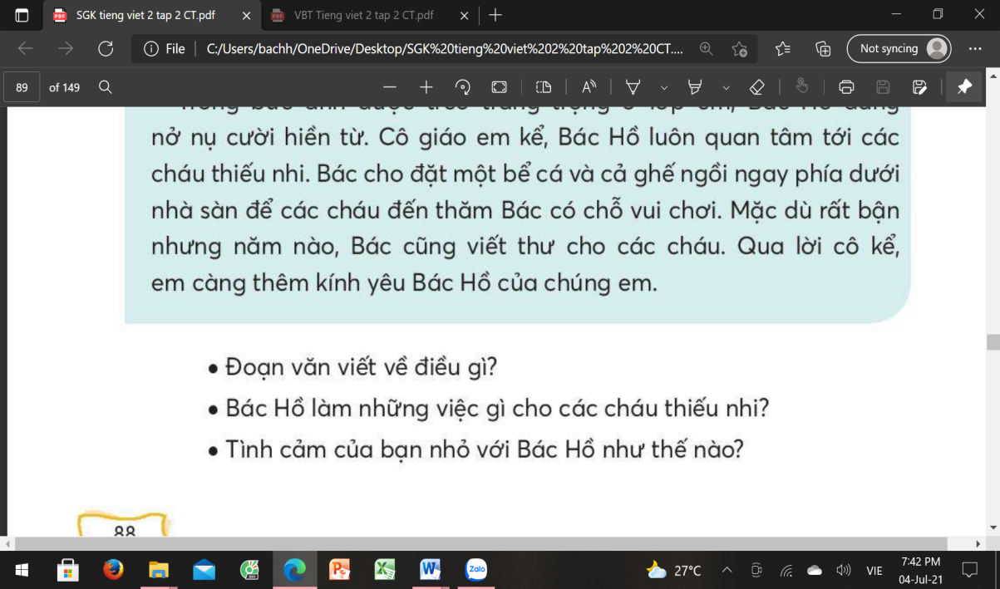 SGK tieng viet 2 tap 2 CT.pdf
VBT Tieng viet 2 tap 2 CT.pdf
File
C:/Users/bachh/OneDrive/Desktop/SGK%20tieng%20viet%202%20tap%202%20CT....
Not syncing
89 of 149
nở nụ cười hiền từ. Cô giáo em kể, Bác Hồ luôn quan tâm tới các
cháu thiếu nhi. Bác cho đặt một bể cá và cả ghế ngồi ngay phía dưới
nhà sàn để các cháu đến thăm Bác có chỗ vui chơi. Mặc dù rất bận
nhưng năm nào, Bác cũng viết thư cho các cháu. Qua lời cô kể,
em càng thêm kính yêu Bác Hồ của chúng em.
• Đoạn văn viết về điều gì?
• Bác Hồ làm những việc gì cho các cháu thiếu nhi?
• Tình cảm của bạn nhỏ với Bác Hồ như thế nào?
88
Zalo
27°C
VIE
7:42 PM
04-Jul-21